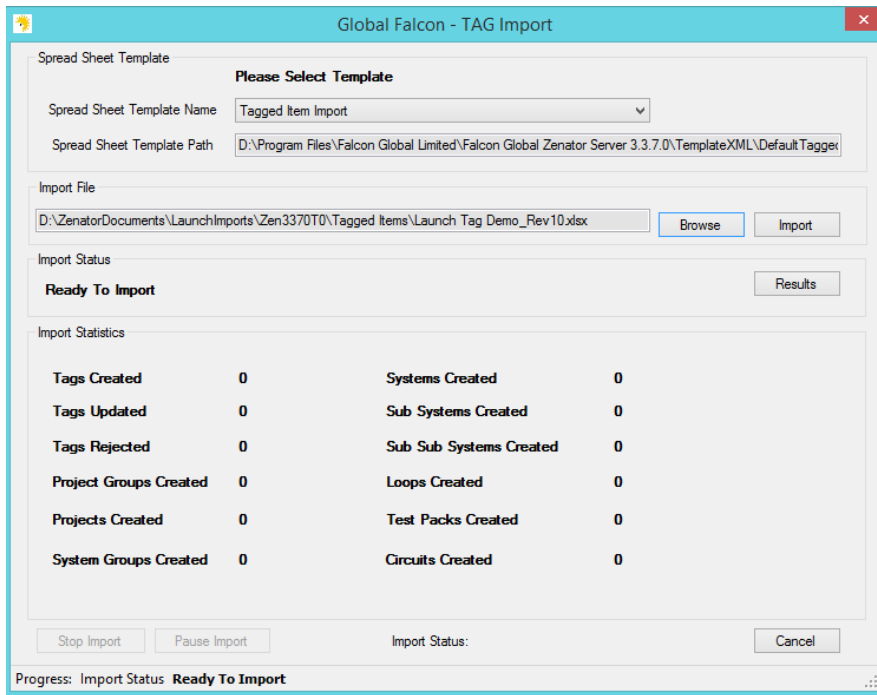 Global Falcon - TAG Import
Spread Sheet Template
Please Select Template
Spread Sheet Template Name Tagged Item Import
Spread Sheet Template Path D:\Program Files\Falcon Global Limited\Falcon Global Zenator Server 3.3.7.0\TemplateXML\DefaultTagged
Import File
D:\ZenatorDocuments\LaunchImports\Zen3370T0\Tagged Items\Launch Tag Demo_Rev10.xlsx Browse Import
Import Status
Ready To Import Results
Import Statistics
Tags Created 0 Systems Created 0
Tags Updated 0 Sub Systems Created 0
Tags Rejected 0 Sub Sub Systems Created 0
Project Groups Created 0 Loops Created 0
Projects Created 0 Test Packs Created 0
System Groups Created 0 Circuits Created 0
Stop Import Pause Import Import Status: Cancel
Progress: Import Status Ready To Import